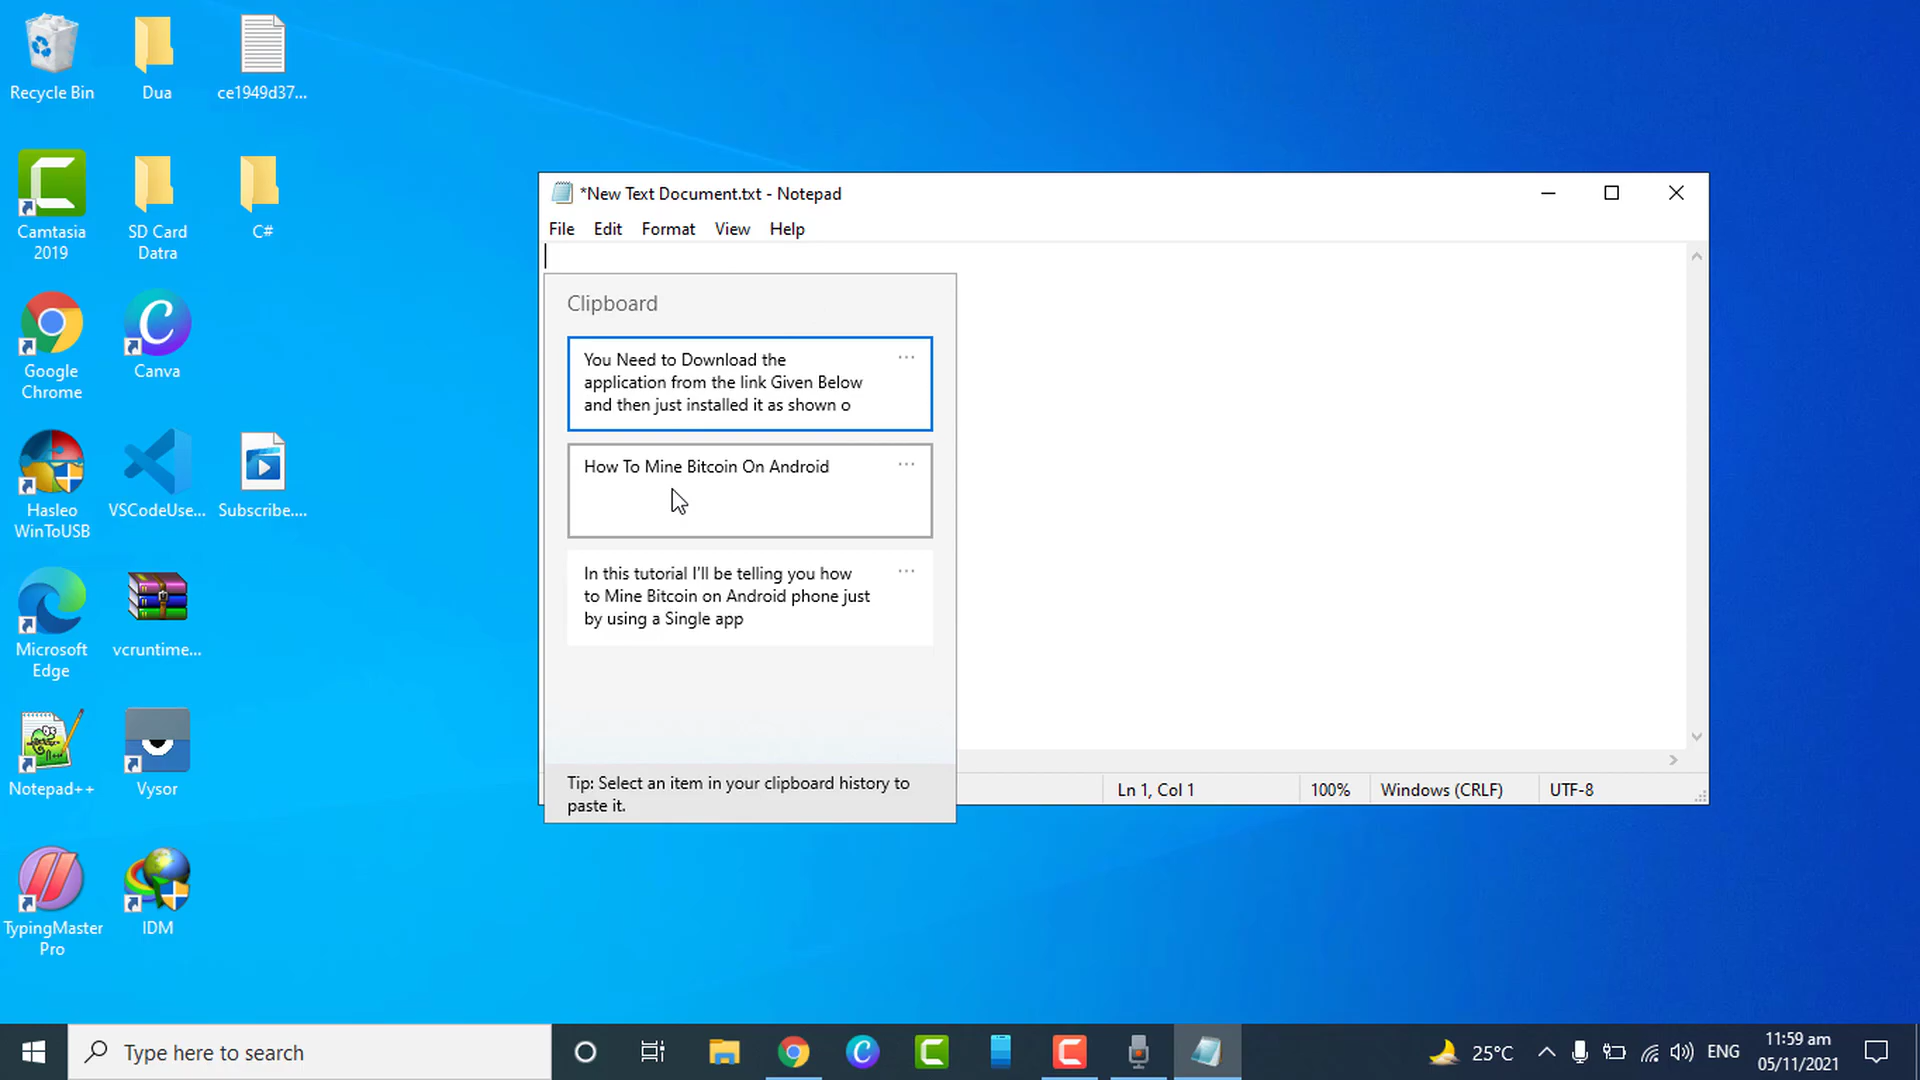 Recycle Bin
Dua
ce1949d37...
Camtasia
2019
SD Card
Datra
C#
Google
Chrome
Canva
Hasleo
WinToUSB
VSCodeUse...
Subscribe....
Microsoft
Edge
vcruntime...
Notepad++
Vysor
TypingMaster
Pro
IDM
*New Text Document.txt - Notepad
File Edit Format View Help
Clipboard
You Need to Download the
application from the link Given Below
and then just installed it as shown o
How To Mine Bitcoin On Android
In this tutorial I'll be telling you how
to Mine Bitcoin on Android phone just
by using a Single app
Tip: Select an item in your clipboard history to
paste it.
Ln 1, Col 1 100% Windows (CRLF) UTF-8
Type here to search
25°C
ENG
11:59 am
05/11/2021